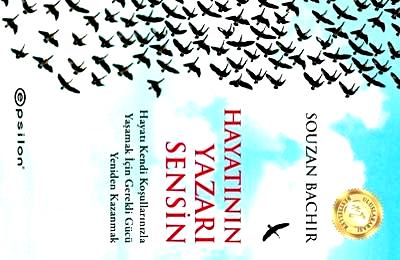 SOUZAN BACHIR
HAYATININ
YAZARI
SENSİN
Hayatı Kendi Koşullarınızla
Yaşamak İçin Gerekli Gücü
Yeniden Kazanmak
epsilon®